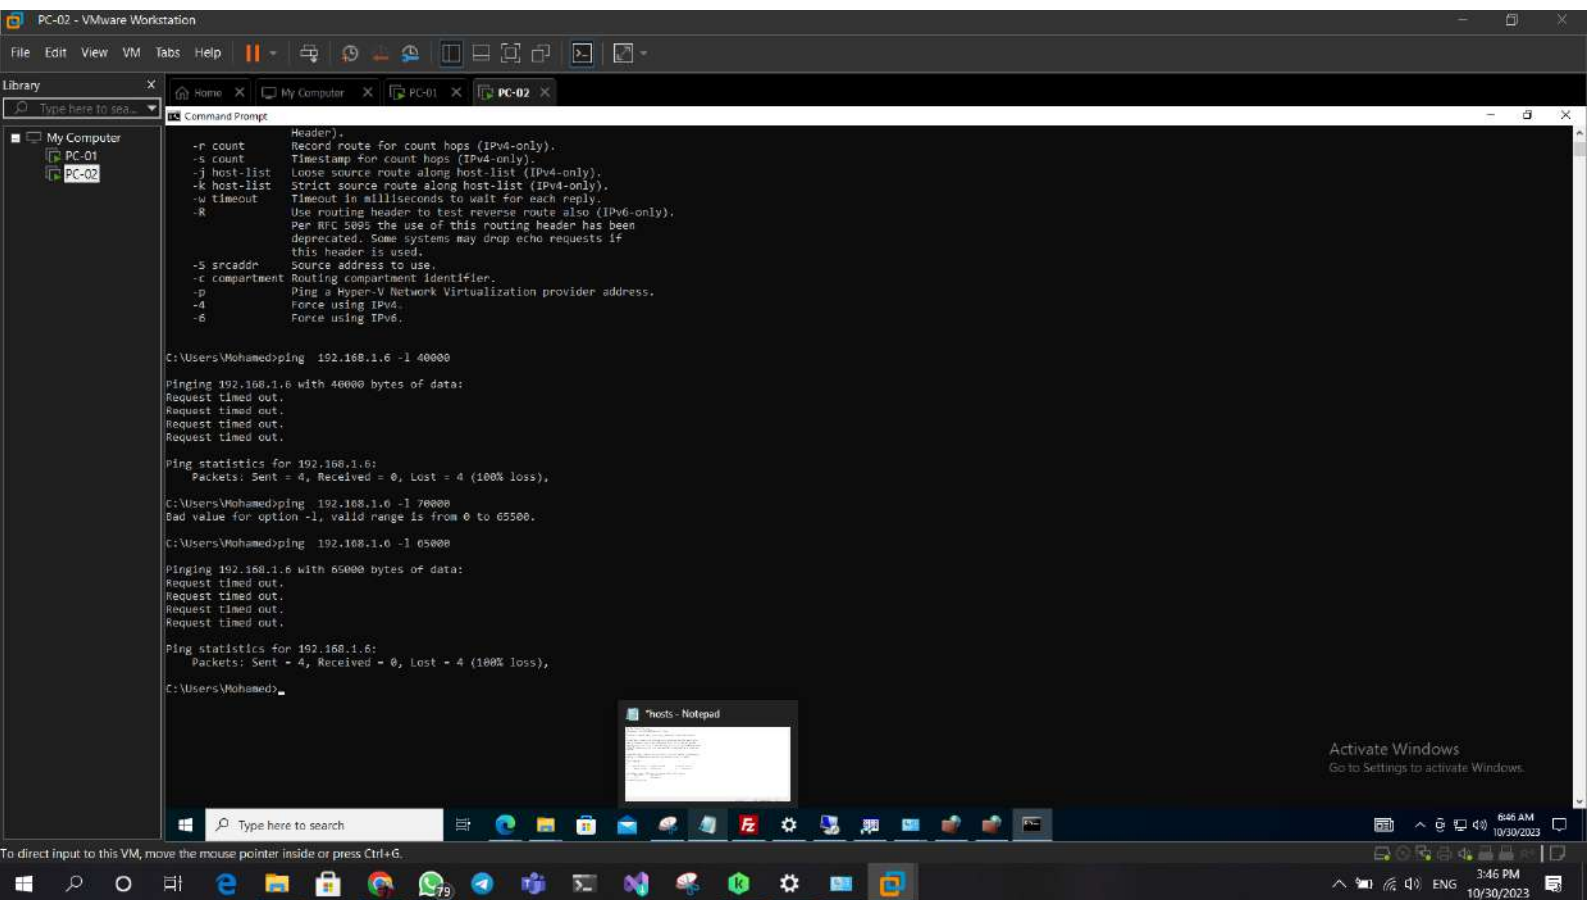 PC-02 - VMware Workstation
File Edit View VM Tabs Help
Library X
Type here to sea...
Home X My Computer X PC-01 X PC-02 X
My Computer
PC-01
PC-02
Command Prompt
Header).
-r count Record route for count hops (IPv4-only).
-s count Timestamp for count hops (IPv4-only).
-j host-list Loose source route along host-list (IPv4-only).
-k host-list Strict source route along host-list (IPv4-only).
-w timeout Timeout in milliseconds to wait for each reply.
-R Use routing header to test reverse route also (IPv6-only).
Per RFC 5095 the use of this routing header has been
deprecated. Some systems may drop echo requests if
this header is used.
-S srcaddr Source address to use.
-c compartment Routing compartment identifier.
-p Ping a Hyper-V Network Virtualization provider address.
-4 Force using IPv4.
-6 Force using IPv6.
C:\Users\Mohamed>ping 192.168.1.6 -l 40000
Pinging 192.168.1.6 with 40000 bytes of data:
Request timed out.
Request timed out.
Request timed out.
Request timed out.
Ping statistics for 192.168.1.6:
Packets: Sent = 4, Received = 0, Lost = 4 (100% loss),
C:\Users\Mohamed>ping 192.168.1.6 -l 70000
Bad value for option -l, valid range is from 0 to 65500.
C:\Users\Mohamed>ping 192.168.1.6 -l 65000
Pinging 192.168.1.6 with 65000 bytes of data:
Request timed out.
Request timed out.
Request timed out.
Request timed out.
Ping statistics for 192.168.1.6:
Packets: Sent = 4, Received = 0, Lost = 4 (100% loss),
C:\Users\Mohamed>_
*hosts - Notepad
Activate Windows
Go to Settings to activate Windows.
Type here to search
6:46 AM
10/30/2023
To direct input to this VM, move the mouse pointer inside or press Ctrl+G.
79
ENG
3:46 PM
10/30/2023